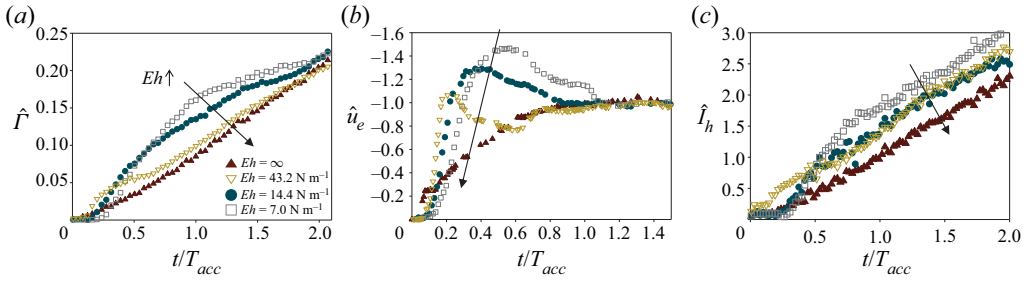 (a)
0.25
0.20
0.15
0.10
0.05
Γ̂
Eh↑
Eh = ∞
Eh = 43.2 N m⁻¹
Eh = 14.4 N m⁻¹
Eh = 7.0 N m⁻¹
0 0.5 1.0 1.5 2.0
t/T_acc
(b)
−1.6
−1.4
−1.2
−1.0
−0.8
−0.6
−0.4
−0.2
û_e
0 0.2 0.4 0.6 0.8 1.0 1.2 1.4
t/T_acc
(c)
3.0
2.5
2.0
1.5
1.0
0.5
Î_h
0 0.5 1.0 1.5 2.0
t/T_acc